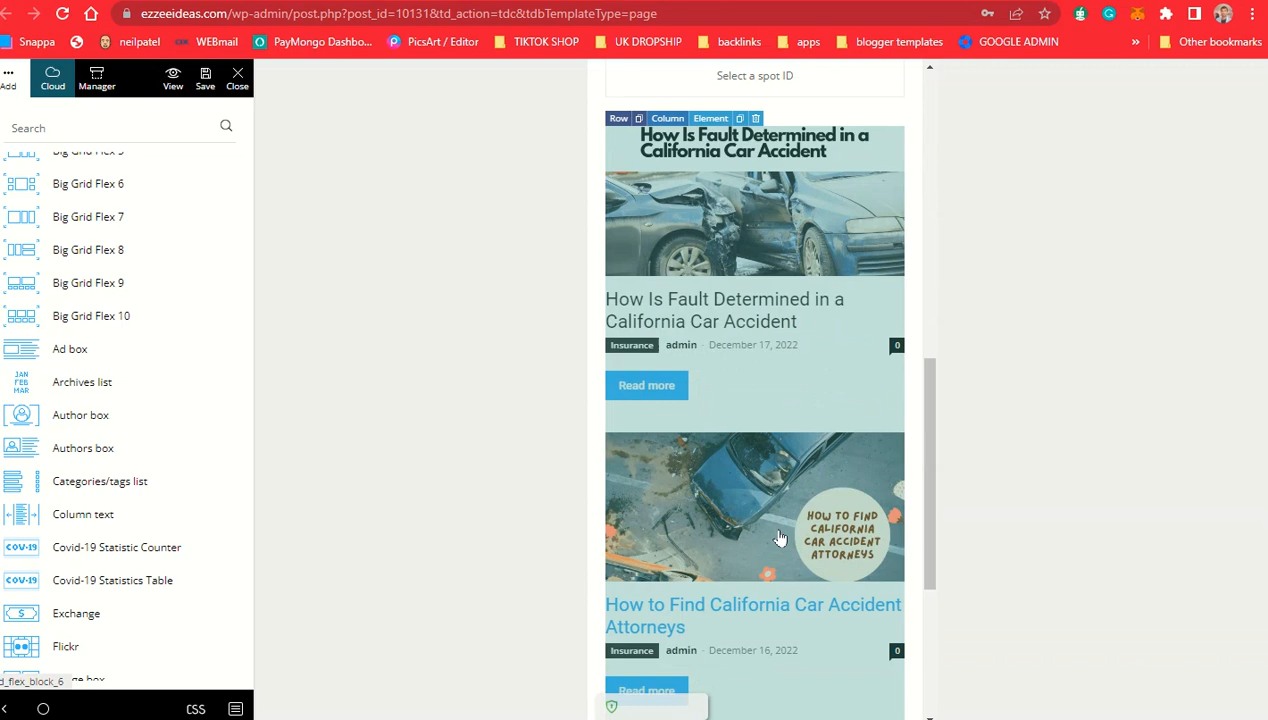 ezzeeideas.com/wp-admin/post.php?post_id=10131&td_action=tdc&tdbTemplateType=page
Snappa
neilpatel
WEBmail
PayMongo Dashbo...
PicsArt / Editor
TIKTOK SHOP
UK DROPSHIP
backlinks
apps
blogger templates
GOOGLE ADMIN
»
Other bookmarks
Add
Cloud
Manager
View
Save
Close
Search
Big Grid Flex 5
Big Grid Flex 6
Big Grid Flex 7
Big Grid Flex 8
Big Grid Flex 9
Big Grid Flex 10
Ad box
JAN
FEB
MAR
Archives list
Author box
Authors box
Categories/tags list
Column text
COV-19
Covid-19 Statistic Counter
COV-19
Covid-19 Statistics Table
Exchange
Flickr
d_flex_block_6
CSS
Select a spot ID
Row
Column
Element
How Is Fault Determined in a
California Car Accident
How Is Fault Determined in a
California Car Accident
Insurance admin - December 17, 2022 0
Read more
HOW TO FIND
CALIFORNIA
CAR ACCIDENT
ATTORNEYS
How to Find California Car Accident
Attorneys
Insurance admin - December 16, 2022 0
Read more